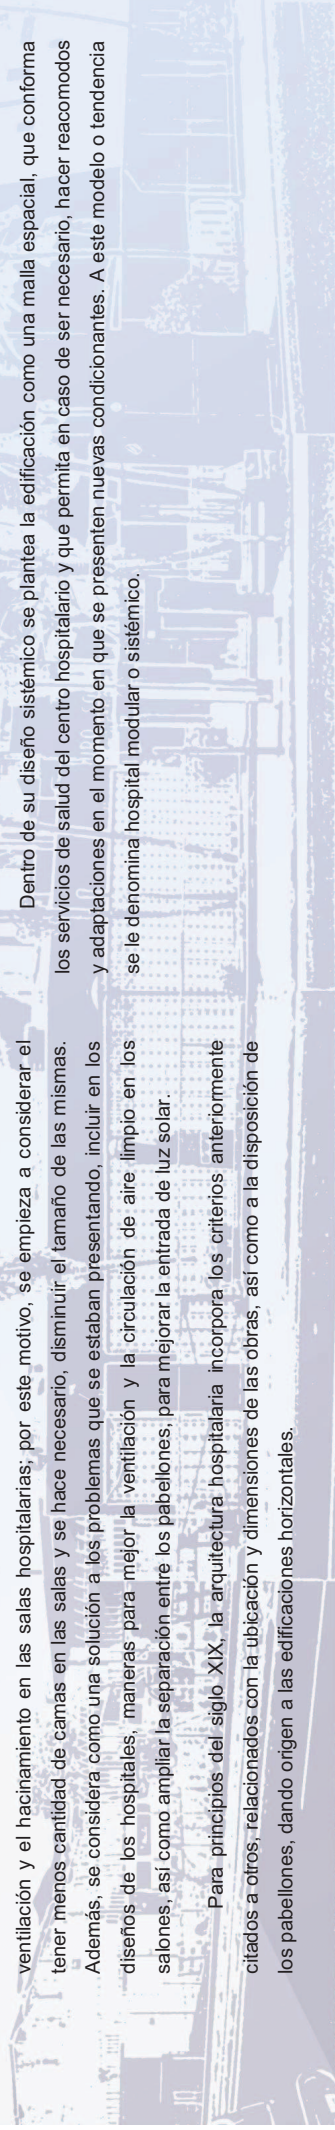 ventilación y el hacinamiento en las salas hospitalarias; por este motivo, se empieza a considerar el
tener menos cantidad de camas en las salas y se hace necesario, disminuir el tamaño de las mismas.
Además, se considera como una solución a los problemas que se estaban presentando, incluir en los
diseños de los hospitales, maneras para mejor la ventilación y la circulación de aire limpio en los
salones, así como ampliar la separación entre los pabellones, para mejorar la entrada de luz solar.
Para principios del siglo XIX, la arquitectura hospitalaria incorpora los criterios anteriormente
citados a otros, relacionados con la ubicación y dimensiones de las obras, así como a la disposición de
los pabellones, dando origen a las edificaciones horizontales.
Dentro de su diseño sistémico se plantea la edificación como una malla espacial, que conforma
los servicios de salud del centro hospitalario y que permita en caso de ser necesario, hacer reacomodos
y adaptaciones en el momento en que se presenten nuevas condicionantes. A este modelo o tendencia
se le denomina hospital modular o sistémico.